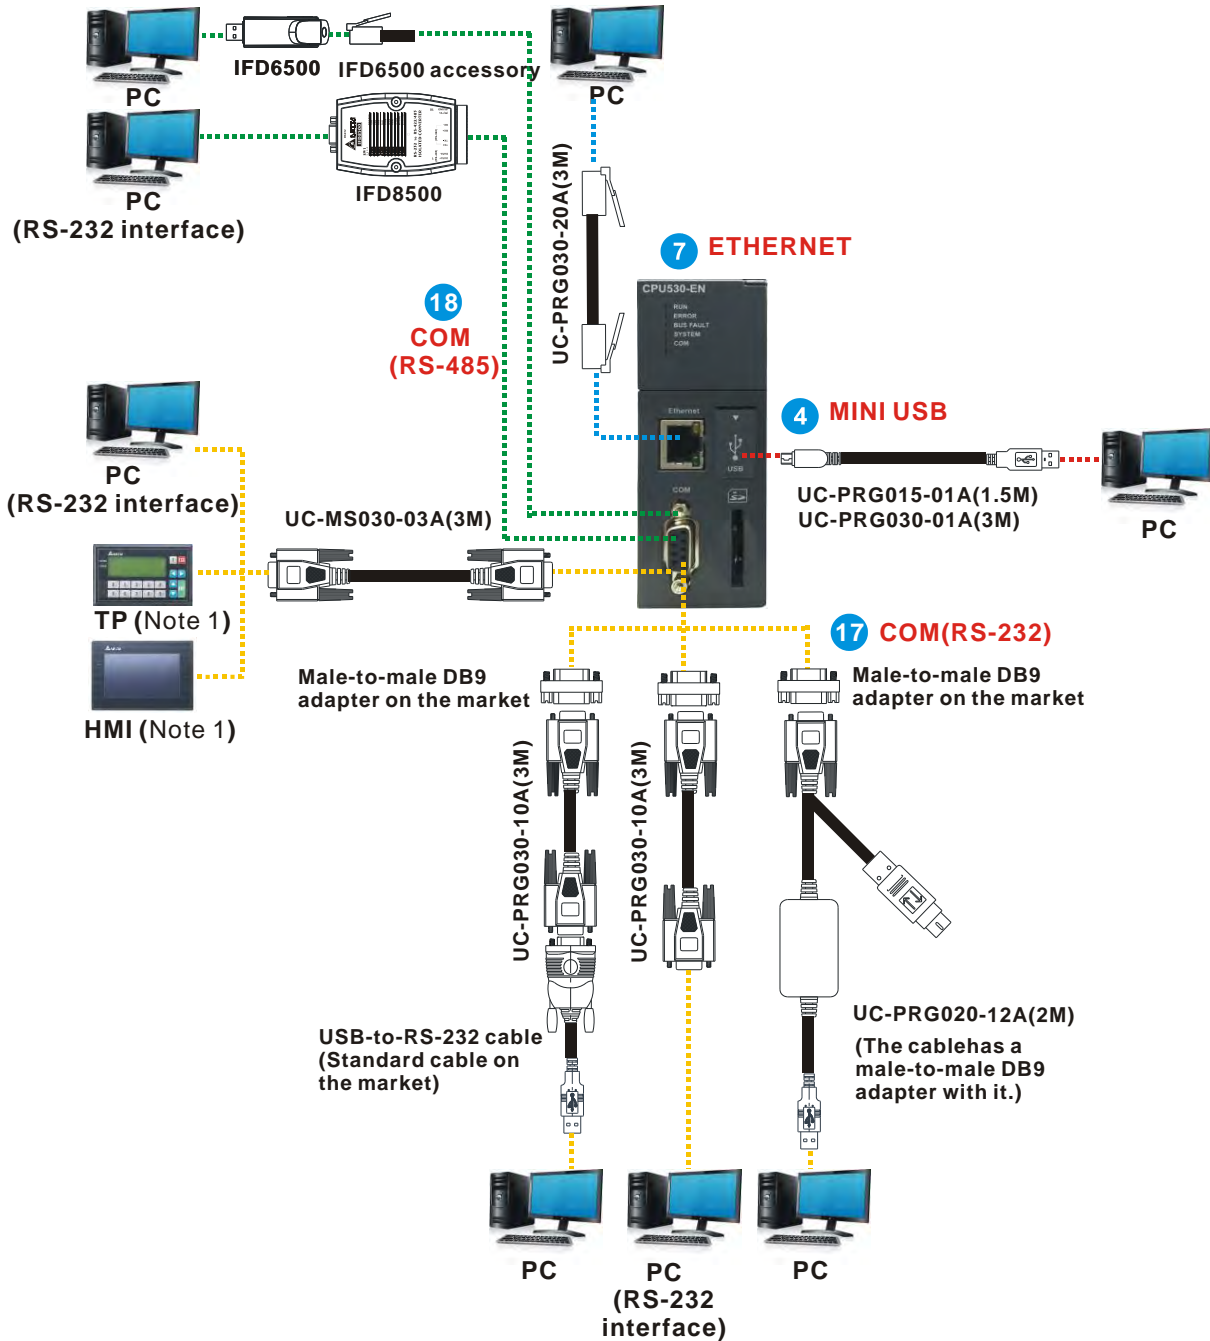 IFD6500
IFD6500 accessory
PC
PC
IFD8500
PC
(RS-232 interface)
UC-PRG030-20A(3M)
7 ETHERNET
CPU530-EN
RUN
ERROR
BUS FAULT
SYSTEM
COM
18
COM
(RS-485)
Ethernet
4 MINI USB
USB
PC
(RS-232 interface)
UC-PRG015-01A(1.5M)
UC-PRG030-01A(3M)
PC
COM
UC-MS030-03A(3M)
TP (Note 1)
HMI (Note 1)
17 COM(RS-232)
Male-to-male DB9
adapter on the market
Male-to-male DB9
adapter on the market
UC-PRG030-10A(3M)
UC-PRG030-10A(3M)
USB-to-RS-232 cable
(Standard cable on
the market)
UC-PRG020-12A(2M)
(The cablehas a
male-to-male DB9
adapter with it.)
PC
PC
(RS-232
interface)
PC